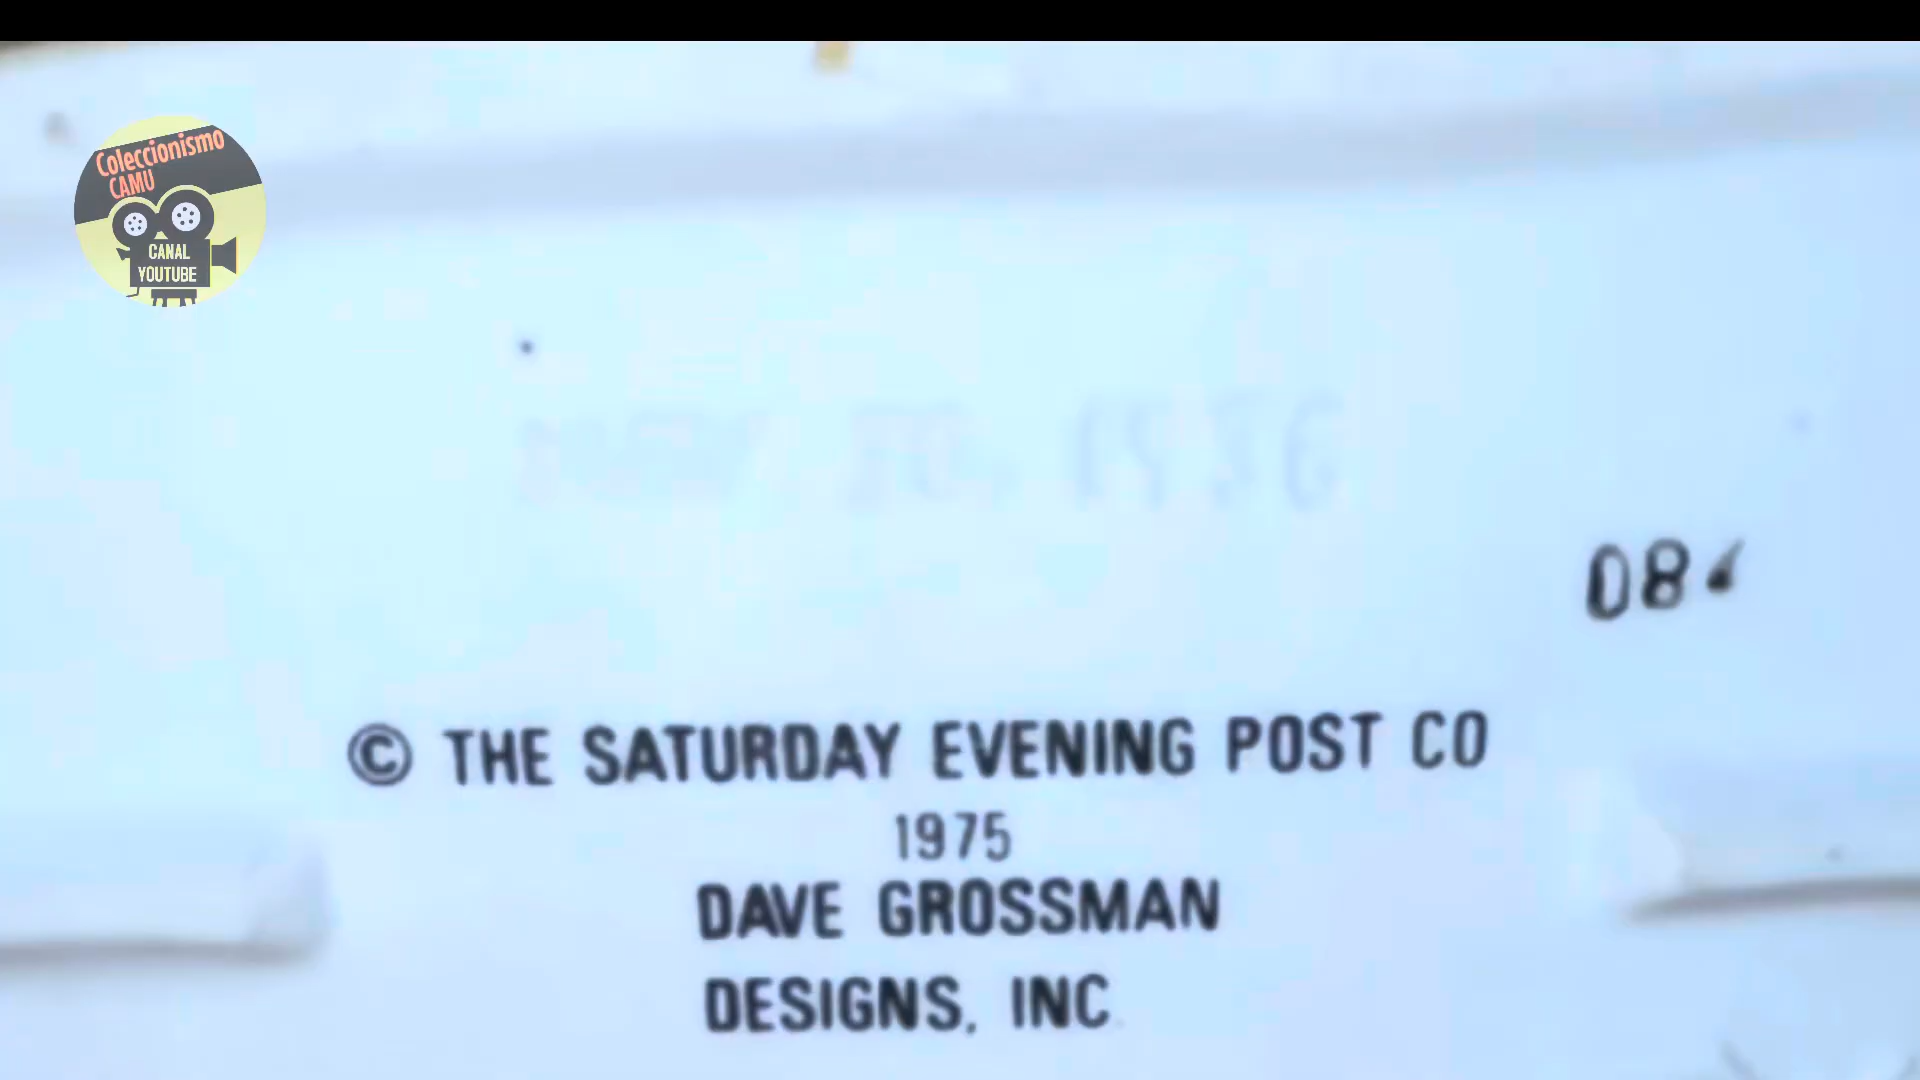 Coleccionismo
CAMU
CANAL
YOUTUBE
08
© THE SATURDAY EVENING POST CO
1975
DAVE GROSSMAN
DESIGNS, INC